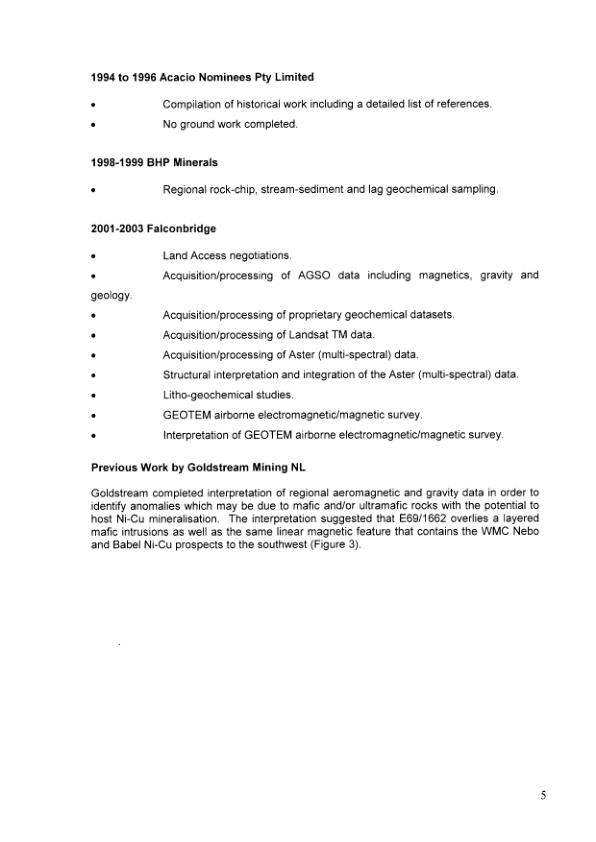 1994 to 1996 Acacio Nominees Pty Limited
• Compilation of historical work including a detailed list of references.
• No ground work completed.
1998-1999 BHP Minerals
• Regional rock-chip, stream-sediment and lag geochemical sampling.
2001-2003 Falconbridge
• Land Access negotiations.
• Acquisition/processing of AGSO data including magnetics, gravity and
geology.
• Acquisition/processing of proprietary geochemical datasets.
• Acquisition/processing of Landsat TM data.
• Acquisition/processing of Aster (multi-spectral) data.
• Structural interpretation and integration of the Aster (multi-spectral) data.
• Litho-geochemical studies.
• GEOTEM airborne electromagnetic/magnetic survey.
• Interpretation of GEOTEM airborne electromagnetic/magnetic survey.
Previous Work by Goldstream Mining NL
Goldstream completed interpretation of regional aeromagnetic and gravity data in order to
identify anomalies which may be due to mafic and/or ultramafic rocks with the potential to
host Ni-Cu mineralisation. The interpretation suggested that E69/1662 overlies a layered
mafic intrusions as well as the same linear magnetic feature that contains the WMC Nebo
and Babel Ni-Cu prospects to the southwest (Figure 3).
5